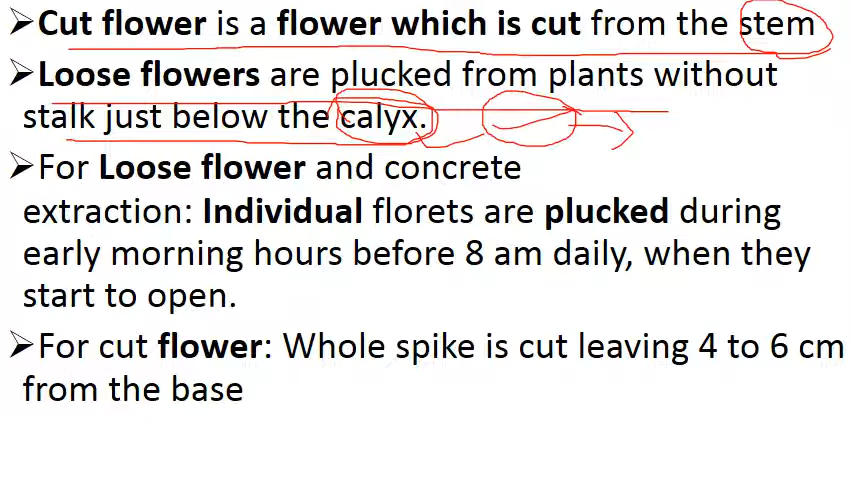 ➢Cut flower is a flower which is cut from the stem
➢Loose flowers are plucked from plants without
stalk just below the calyx.
➢For Loose flower and concrete
extraction: Individual florets are plucked during
early morning hours before 8 am daily, when they
start to open.
➢For cut flower: Whole spike is cut leaving 4 to 6 cm
from the base